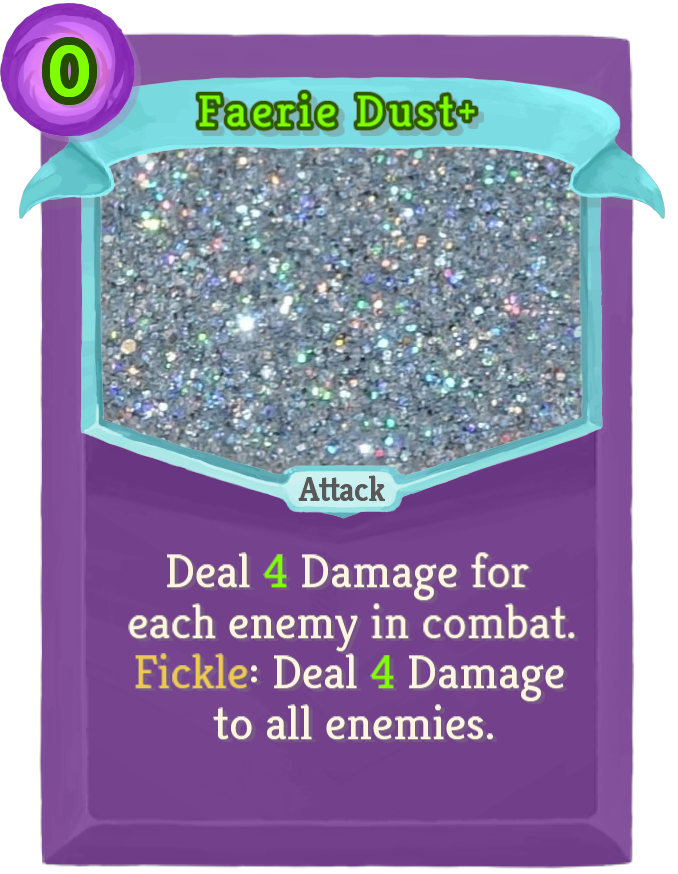 0
Faerie Dust+
Attack
Deal 4 Damage for
each enemy in combat.
Fickle: Deal 4 Damage
to all enemies.